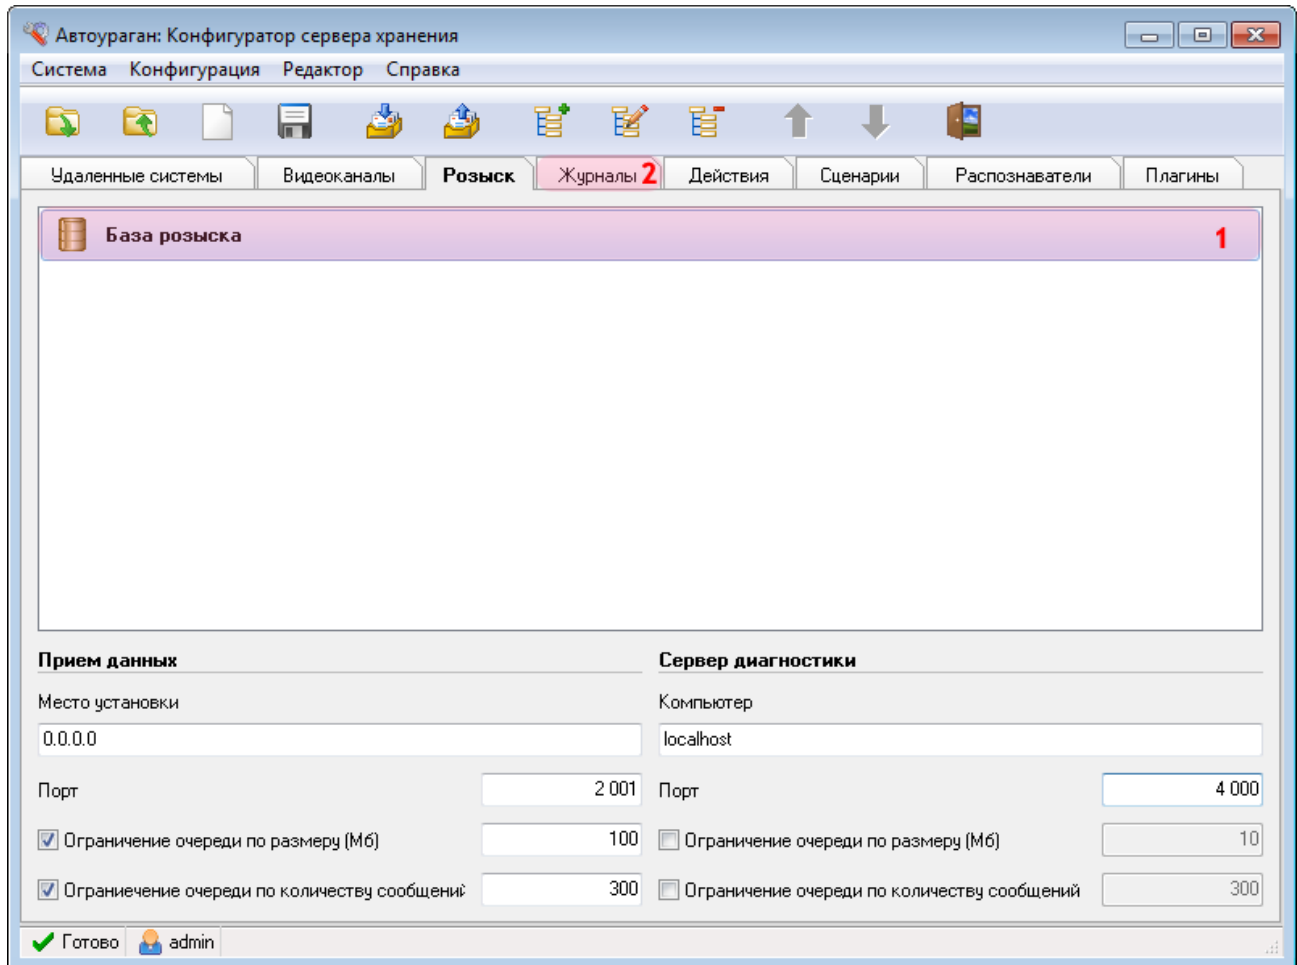 Автоураган: Конфигуратор сервера хранения
Система Конфигурация Редактор Справка
Удаленные системы Видеоканалы Розыск Журналы 2 Действия Сценарии Распознаватели Плагины
База розыска 1
Прием данных Сервер диагностики
Место установки Компьютер
0.0.0.0 localhost
Порт 2 001 Порт 4 000
Ограничение очереди по размеру (Мб) 100 Ограничение очереди по размеру (Мб) 10
Ограниечение очереди по количеству сообщений 300 Ограничение очереди по количеству сообщений 300
Готово admin